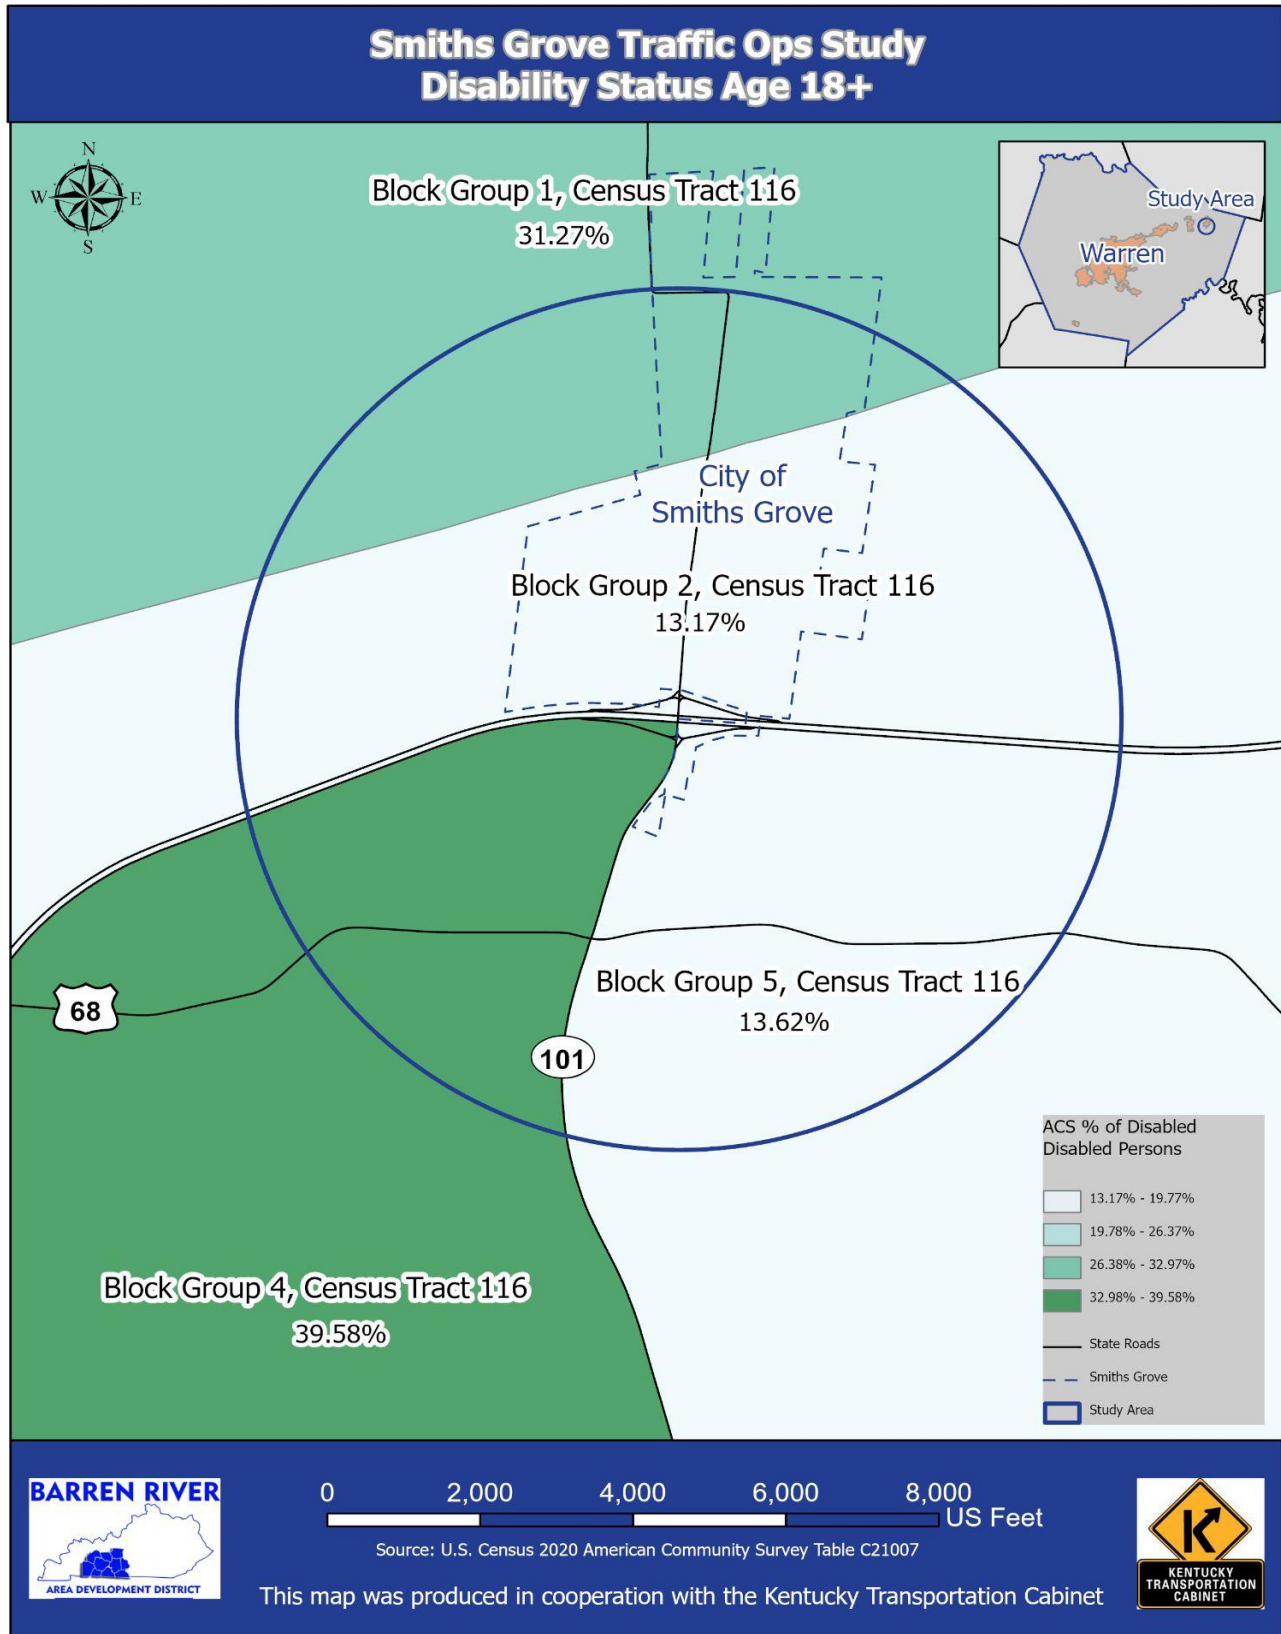 Smiths Grove Traffic Ops Study
Disability Status Age 18+
N
W
E
S
Block Group 1, Census Tract 116
31.27%
Study Area
Warren
City of
Smiths Grove
Block Group 2, Census Tract 116
13.17%
Block Group 5, Census Tract 116
13.62%
68
101
Block Group 4, Census Tract 116
39.58%
ACS % of Disabled
Disabled Persons
13.17% - 19.77%
19.78% - 26.37%
26.38% - 32.97%
32.98% - 39.58%
State Roads
Smiths Grove
Study Area
BARREN RIVER
AREA DEVELOPMENT DISTRICT
0 2,000 4,000 6,000 8,000
US Feet
Source: U.S. Census 2020 American Community Survey Table C21007
This map was produced in cooperation with the Kentucky Transportation Cabinet
K
KENTUCKY
TRANSPORTATION
CABINET